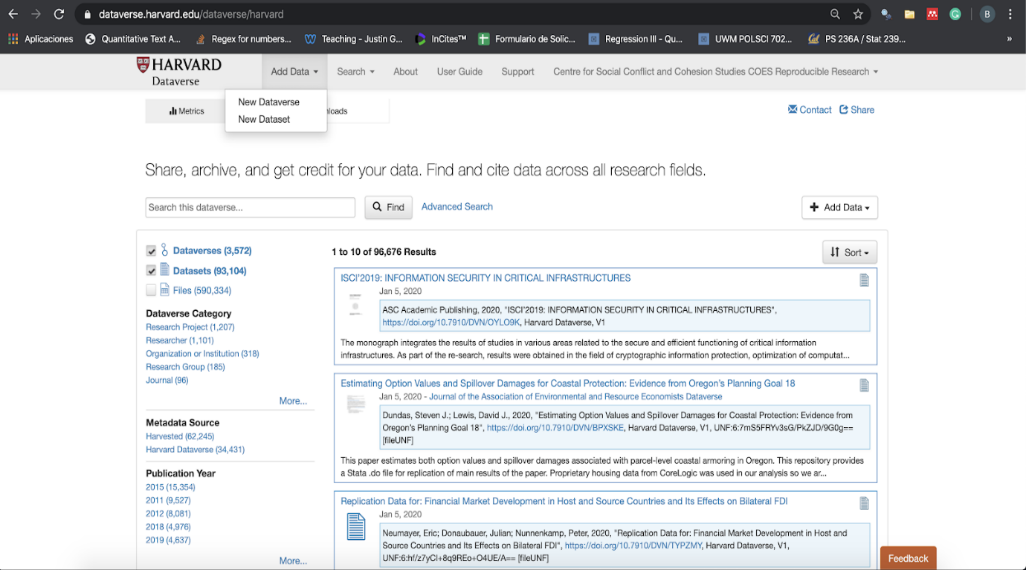 dataverse.harvard.edu/dataverse/harvard
B
Aplicaciones Quantitative Text A... Regex for numbers... Teaching - Justin G... InCites™ Formulario de Solic... Regression III - Qu... UWM POLSCI 702... PS 236A / Stat 239... »
HARVARD
Dataverse
Add Data Search About User Guide Support Centre for Social Conflict and Cohesion Studies COES Reproducible Research
Metrics
loads
New Dataverse
New Dataset
Contact Share
Share, archive, and get credit for your data. Find and cite data across all research fields.
Search this dataverse... Find Advanced Search Add Data
Dataverses (3,572)
Datasets (93,104)
Files (590,334)
Dataverse Category
Research Project (1,207)
Researcher (1,101)
Organization or Institution (318)
Research Group (185)
Journal (96)
More...
Metadata Source
Harvested (62,245)
Harvard Dataverse (34,431)
Publication Year
2015 (15,354)
2011 (9,527)
2012 (8,081)
2018 (4,976)
2019 (4,637)
More...
1 to 10 of 96,676 Results Sort
ISCI'2019: INFORMATION SECURITY IN CRITICAL INFRASTRUCTURES
Jan 5, 2020
ASC Academic Publishing, 2020, "ISCI'2019: INFORMATION SECURITY IN CRITICAL INFRASTRUCTURES",
https://doi.org/10.7910/DVN/OYLO9K, Harvard Dataverse, V1
The monograph integrates the results of studies in various areas related to the secure and efficient functioning of critical information
infrastructures. As part of the re-search, results were obtained in the field of cryptographic information protection, optimization of computat...
Estimating Option Values and Spillover Damages for Coastal Protection: Evidence from Oregon's Planning Goal 18
Jan 5, 2020 - Journal of the Association of Environmental and Resource Economists Dataverse
Dundas, Steven J.; Lewis, David J., 2020, "Estimating Option Values and Spillover Damages for Coastal Protection: Evidence from
Oregon's Planning Goal 18", https://doi.org/10.7910/DVN/BPXSKE, Harvard Dataverse, V1, UNF:6:7mS5FRYv3sG/PkZJD/9G0g==
[fileUNF]
This paper estimates both option values and spillover damages associated with parcel-level coastal armoring in Oregon. This repository provides
a Stata .do file for replication of main results of the paper. Proprietary housing data from CoreLogic was used in our analysis so we ar...
Replication Data for: Financial Market Development in Host and Source Countries and Its Effects on Bilateral FDI
Jan 5, 2020
Neumayer, Eric; Donubauer, Julian; Nunnenkamp, Peter, 2020, "Replication Data for: Financial Market Development in Host and
Source Countries and Its Effects on Bilateral FDI", https://doi.org/10.7910/DVN/TYPZMY, Harvard Dataverse, V1,
UNF:6:hf/z7yCl+8q9REo+O4UE/A== [fileUNF]
Feedback